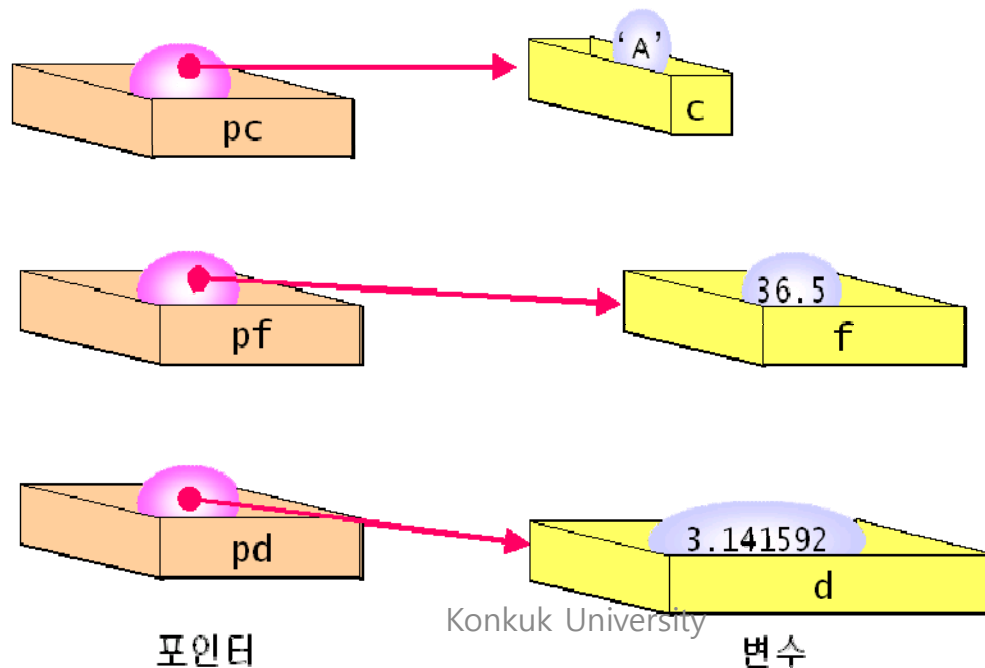 ‘A’
pc
c
36.5
pf
f
3.141592
pd
d
Konkuk University
포인터
변수